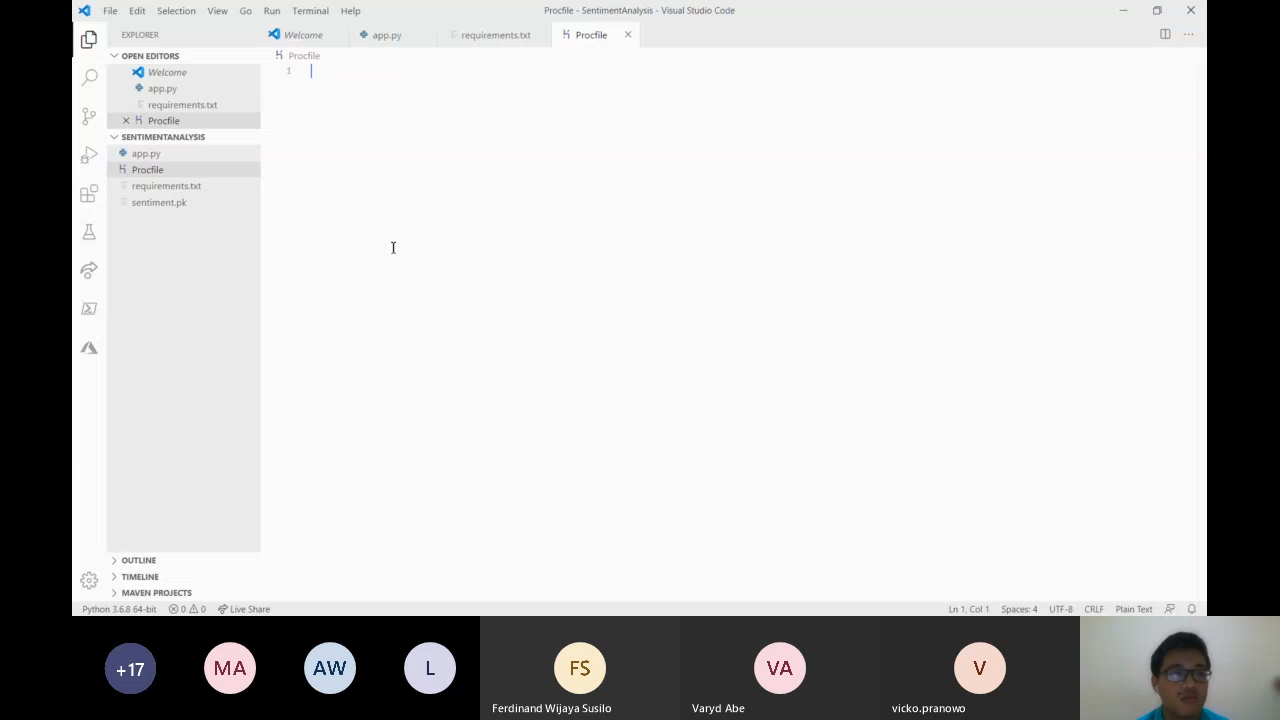 File Edit Selection View Go Run Terminal Help
Procfile - SentimentAnalysis - Visual Studio Code
EXPLORER
Welcome
app.py
requirements.txt
Procfile
OPEN EDITORS
Welcome
app.py
requirements.txt
Procfile
SENTIMENTANALYSIS
app.py
Procfile
requirements.txt
sentiment.pk
Procfile
1
OUTLINE
TIMELINE
MAVEN PROJECTS
Python 3.6.8 64-bit 0 0 Live Share
Ln 1, Col 1 Spaces: 4 UTF-8 CRLF Plain Text
+17 MA AW L FS VA V
Ferdinand Wijaya Susilo Varyd Abe vicko.pranowo